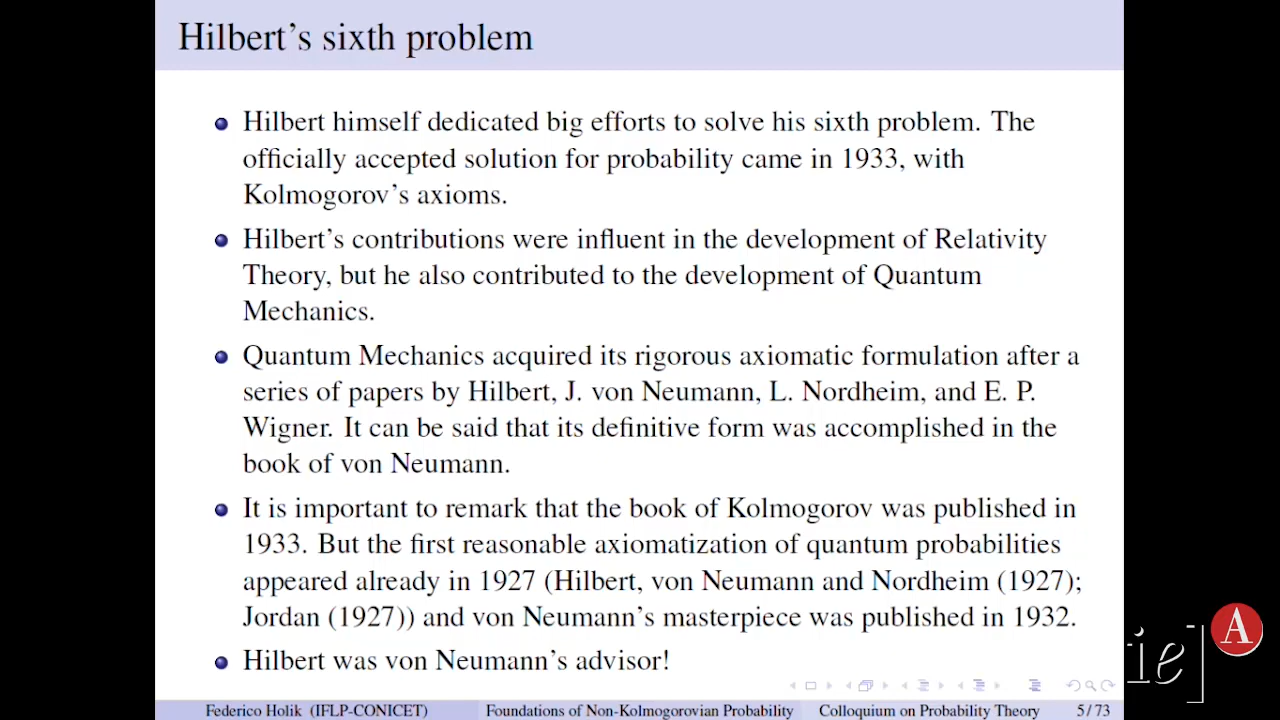 Hilbert's sixth problem
Hilbert himself dedicated big efforts to solve his sixth problem. The
officially accepted solution for probability came in 1933, with
Kolmogorov's axioms.
Hilbert's contributions were influent in the development of Relativity
Theory, but he also contributed to the development of Quantum
Mechanics.
Quantum Mechanics acquired its rigorous axiomatic formulation after a
series of papers by Hilbert, J. von Neumann, L. Nordheim, and E. P.
Wigner. It can be said that its definitive form was accomplished in the
book of von Neumann.
It is important to remark that the book of Kolmogorov was published in
1933. But the first reasonable axiomatization of quantum probabilities
appeared already in 1927 (Hilbert, von Neumann and Nordheim (1927);
Jordan (1927)) and von Neumann's masterpiece was published in 1932.
Hilbert was von Neumann's advisor!
ie]
A
Federico Holik (IFLP-CONICET) Foundations of Non-Kolmogorovian Probability Colloquium on Probability Theory 5/73